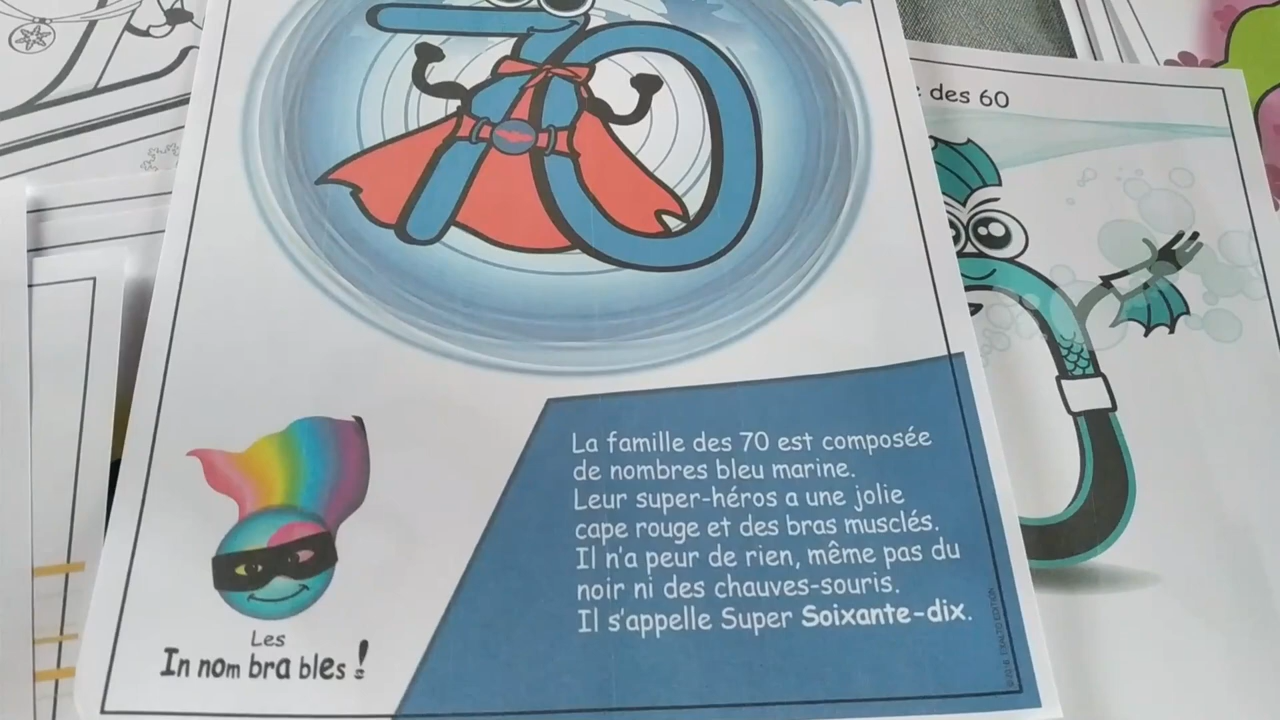 des 60
La famille des 70 est composée
de nombres bleu marine.
Leur super-héros a une jolie
cape rouge et des bras musclés.
Il n'a peur de rien, même pas du
noir ni des chauves-souris.
Il s'appelle Super Soixante-dix.
Les
In nom bra bles !